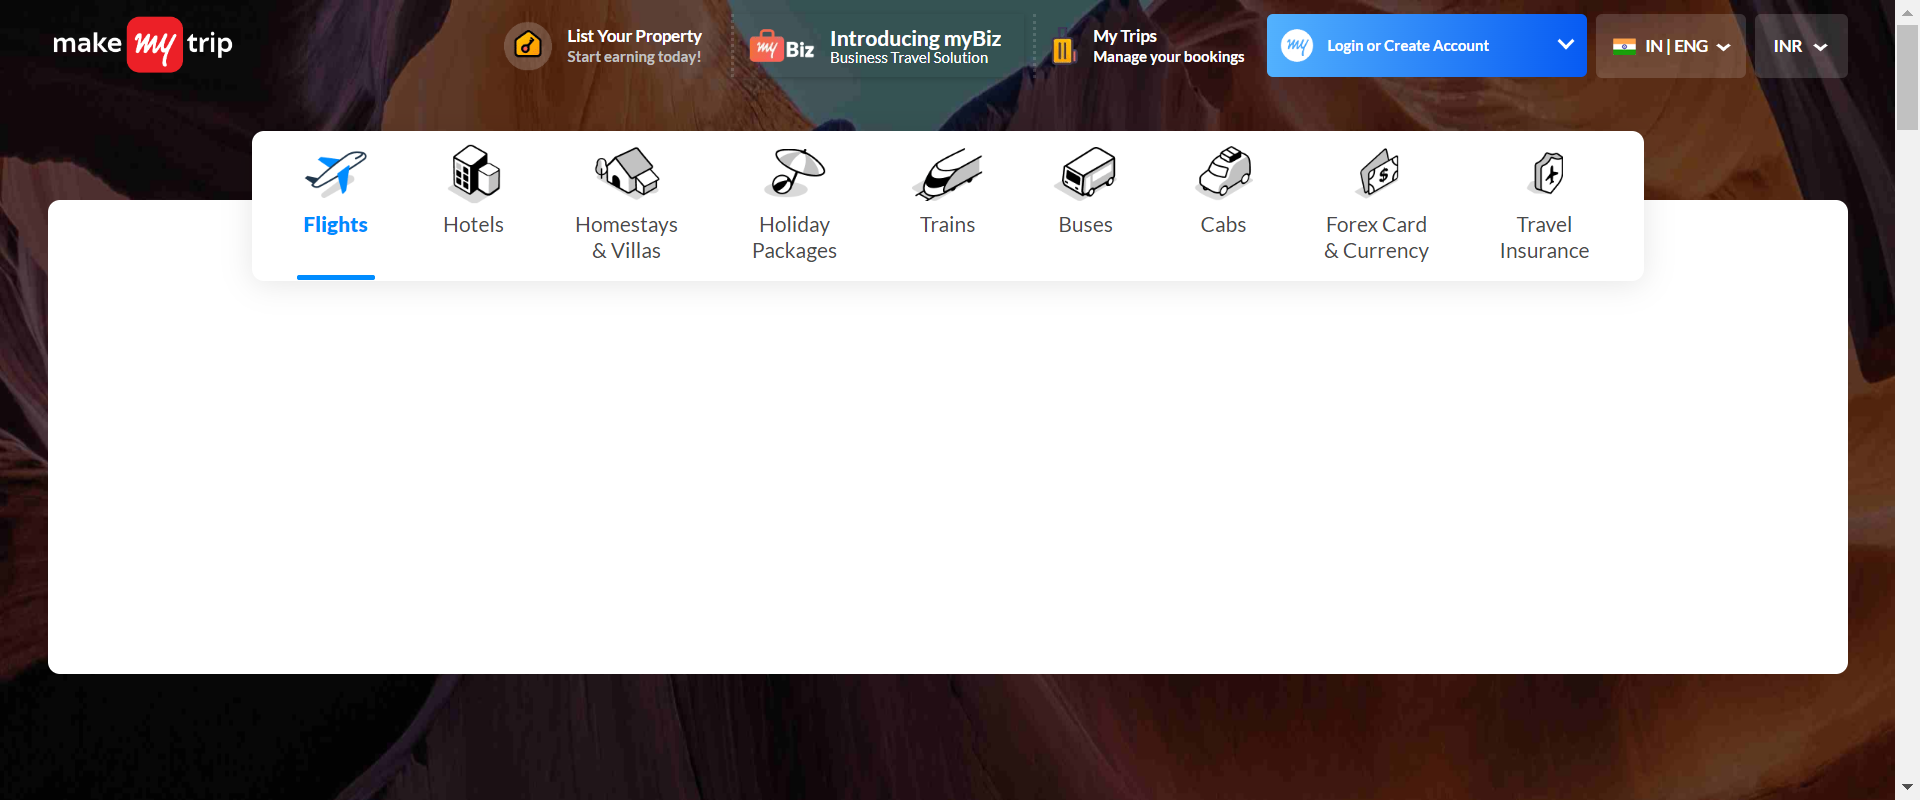 make my trip
List Your Property
Start earning today!
my Biz
Introducing myBiz
Business Travel Solution
My Trips
Manage your bookings
my
Login or Create Account
IN | ENG
INR
Flights
Hotels
Homestays
& Villas
Holiday
Packages
Trains
Buses
Cabs
Forex Card
& Currency
Travel
Insurance